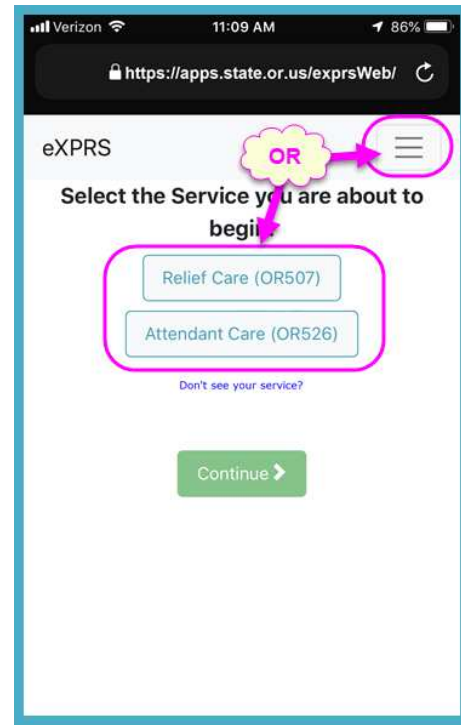 Verizon 11:09 AM 86%
https://apps.state.or.us/exprsWeb/
eXPRS
OR
Select the Service you are about to
begin.
Relief Care (OR507)
Attendant Care (OR526)
Don't see your service?
Continue